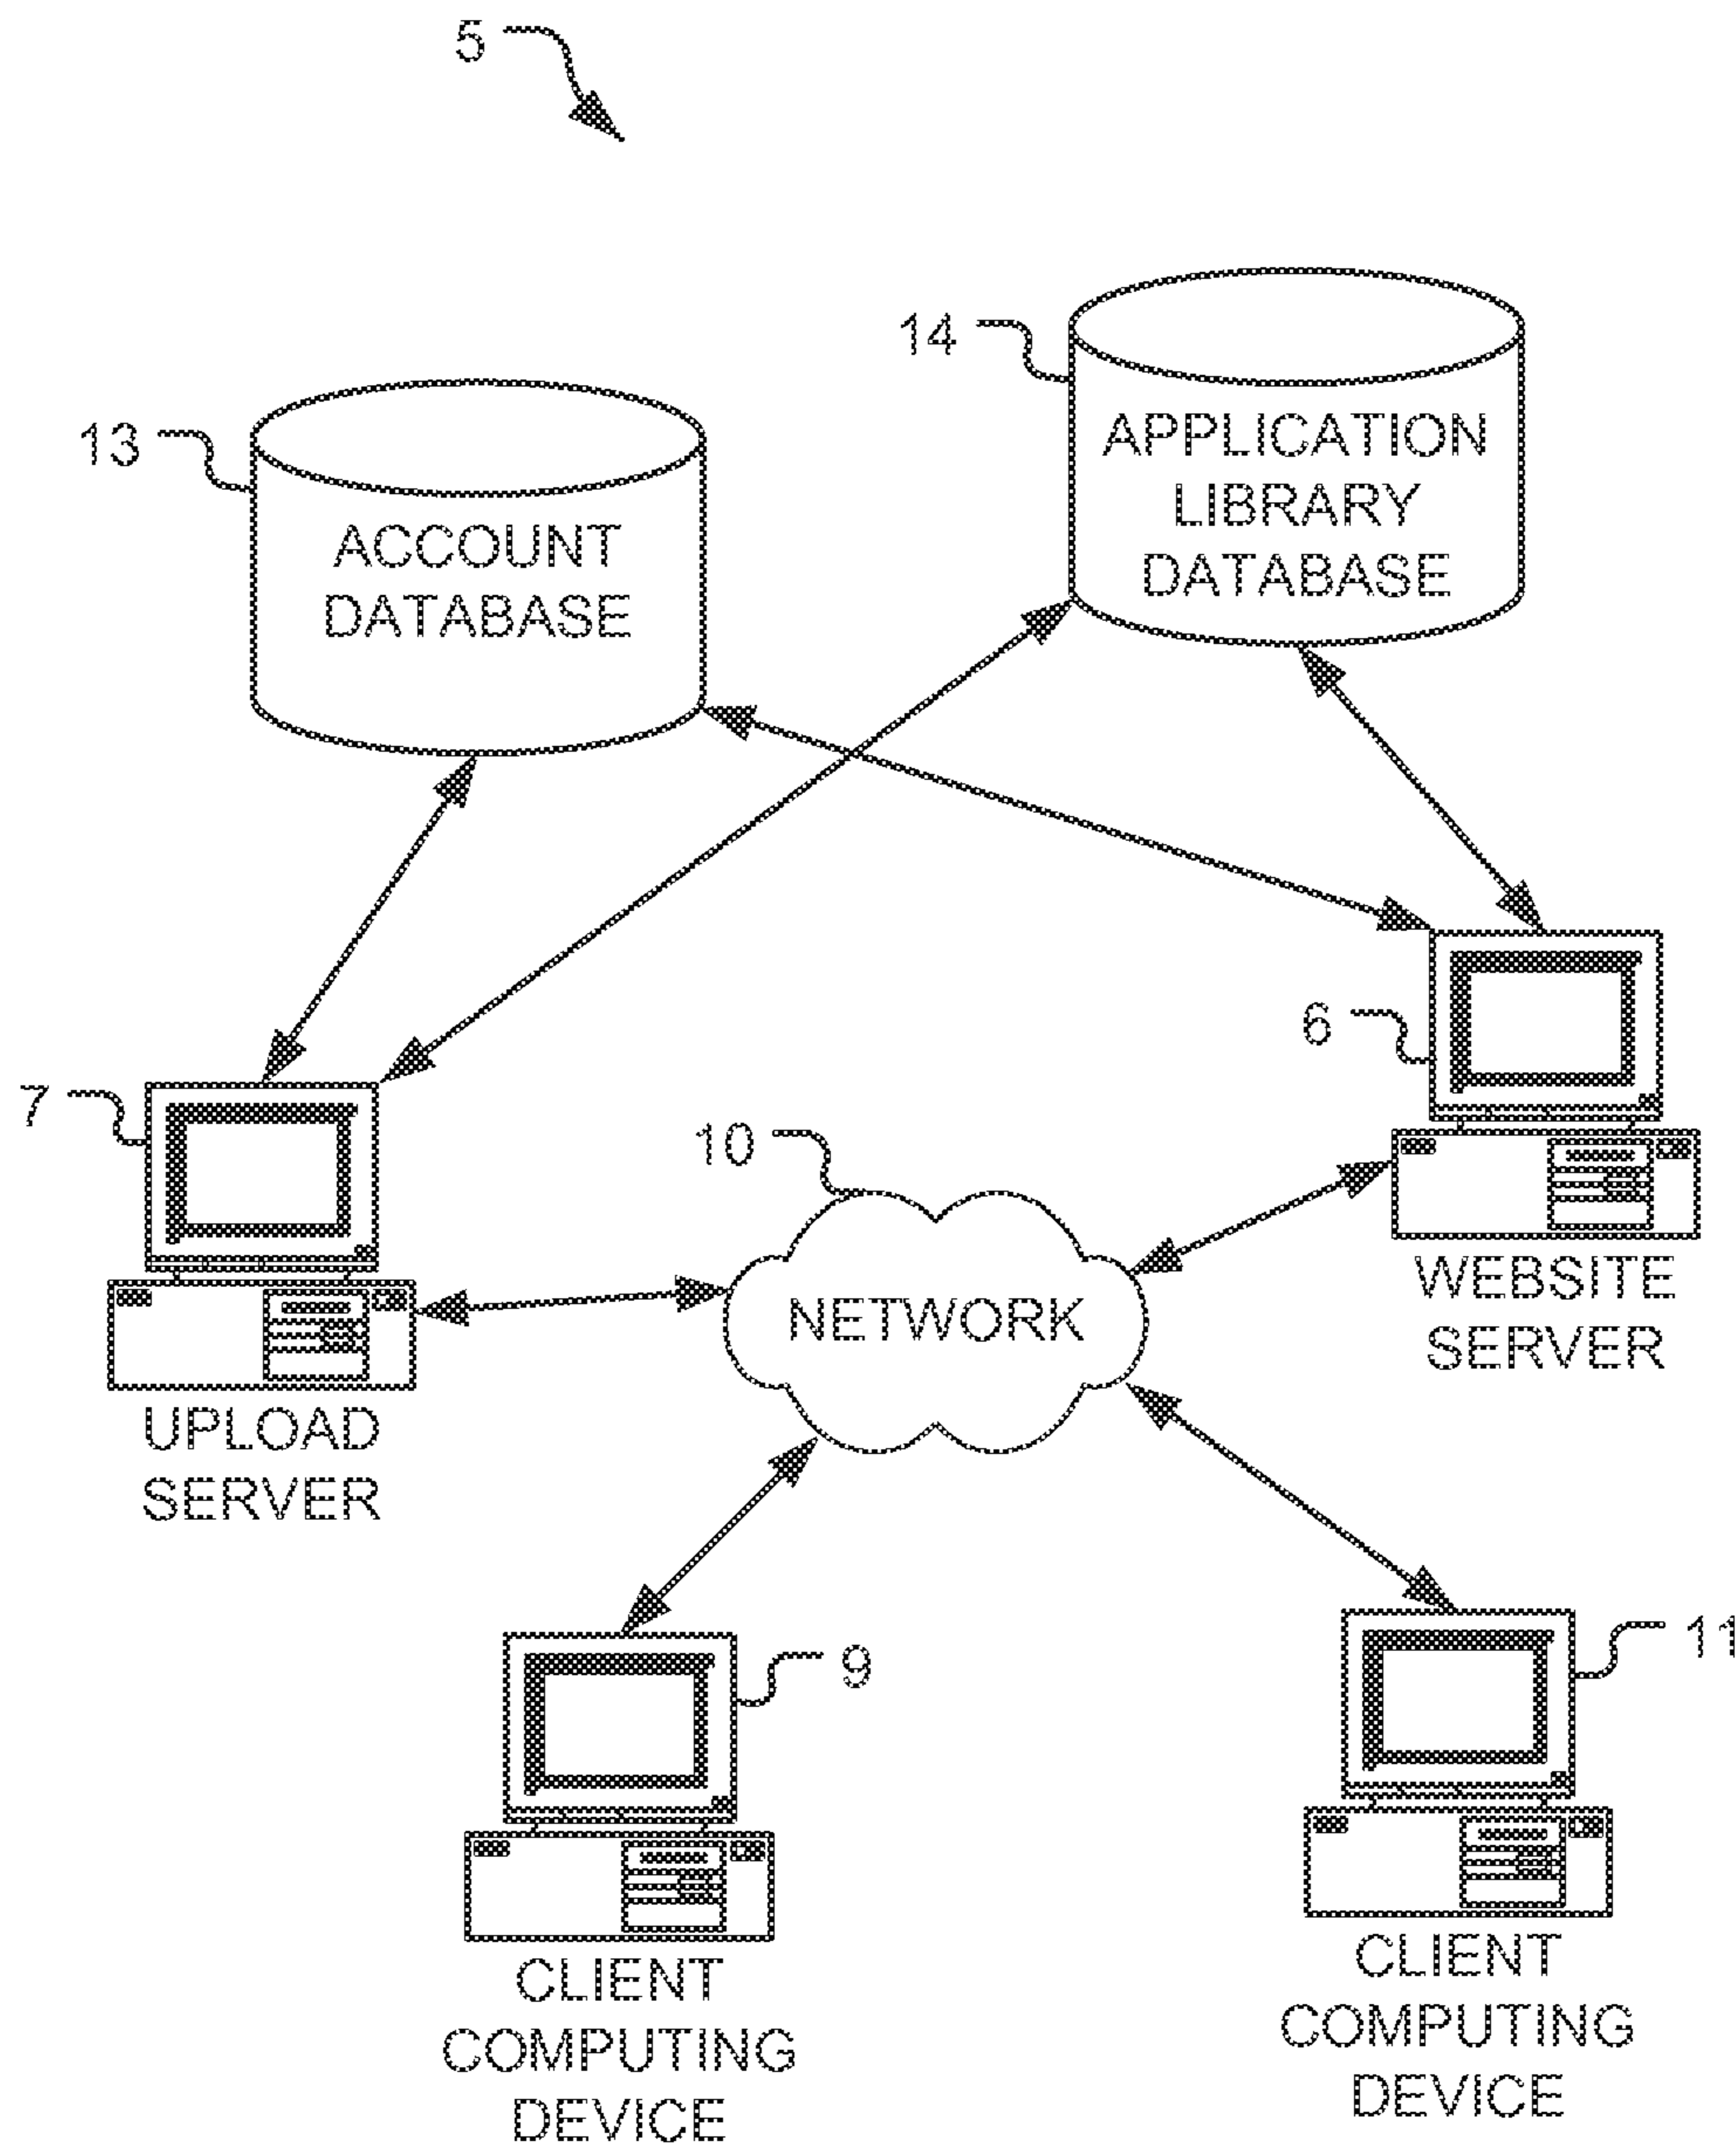 5
14
APPLICATION
LIBRARY
DATABASE
13
ACCOUNT
DATABASE
6
WEBSITE
SERVER
7
UPLOAD
SERVER
10
NETWORK
9
CLIENT
COMPUTING
DEVICE
11
CLIENT
COMPUTING
DEVICE